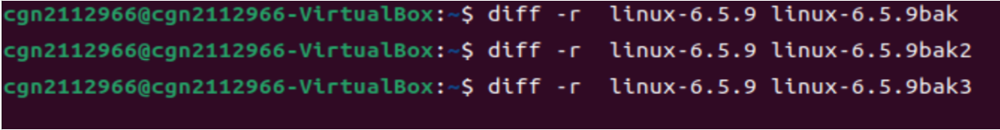 cgn2112966@cgn2112966-VirtualBox:~$ diff -r  linux-6.5.9 linux-6.5.9bak
cgn2112966@cgn2112966-VirtualBox:~$ diff -r  linux-6.5.9 linux-6.5.9bak2
cgn2112966@cgn2112966-VirtualBox:~$ diff -r  linux-6.5.9 linux-6.5.9bak3